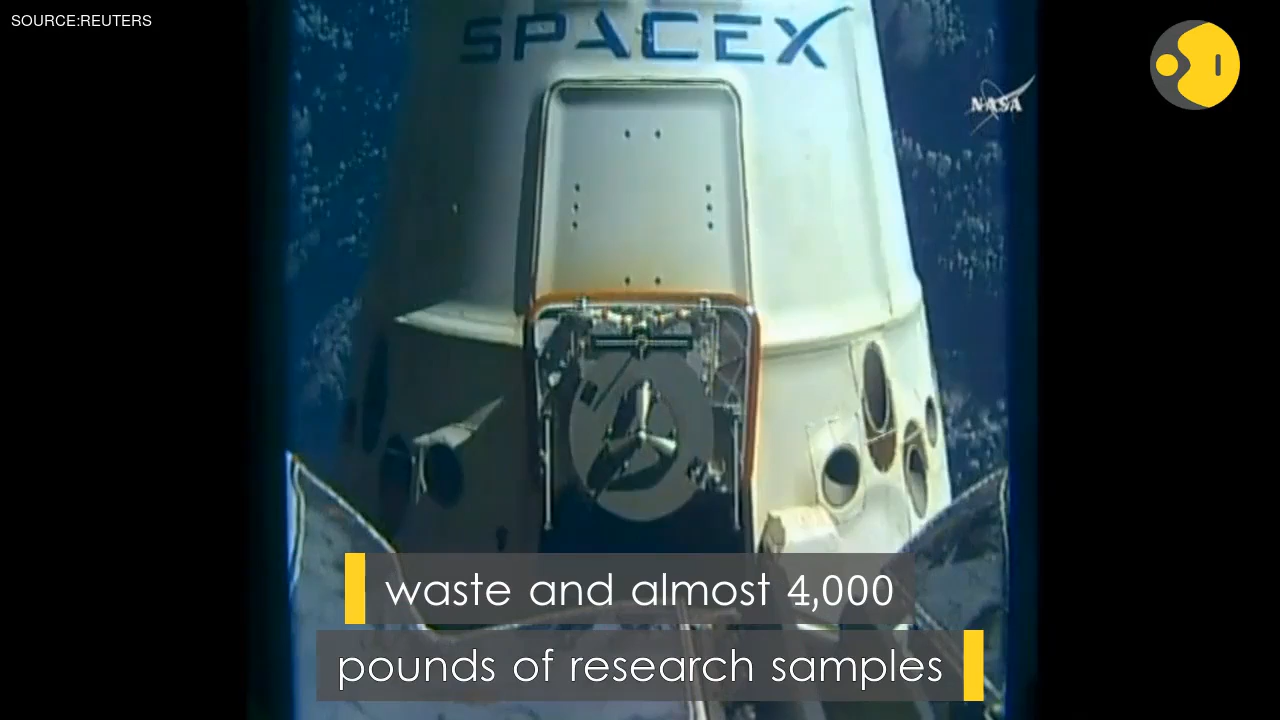 SOURCE:REUTERS
SPACEX
NASA
waste and almost 4,000
pounds of research samples